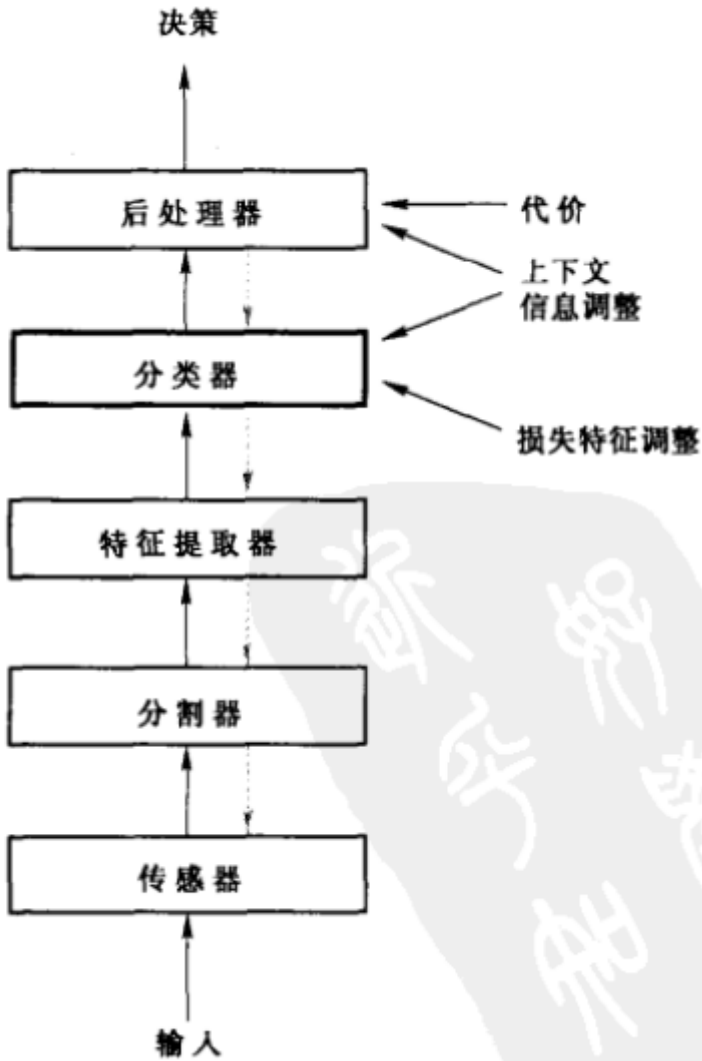 决策
后处理器
代价
上下文
信息调整
分类器
损失特征调整
特征提取器
分割器
传感器
输入